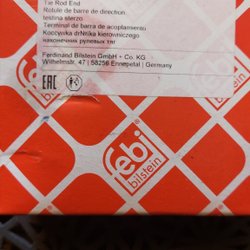 Tie Rod End
Rotule de barre de direction.
testina sterzo
Terminal de barra de acoplamiento
Końcówka drążka kierowniczego
наконечник рулевых тяг
Ferdinand Bilstein GmbH + Co. KG
Wilhelmstr. 47 | 58256 Ennepetal | Germany
EAC
febi
bilstein